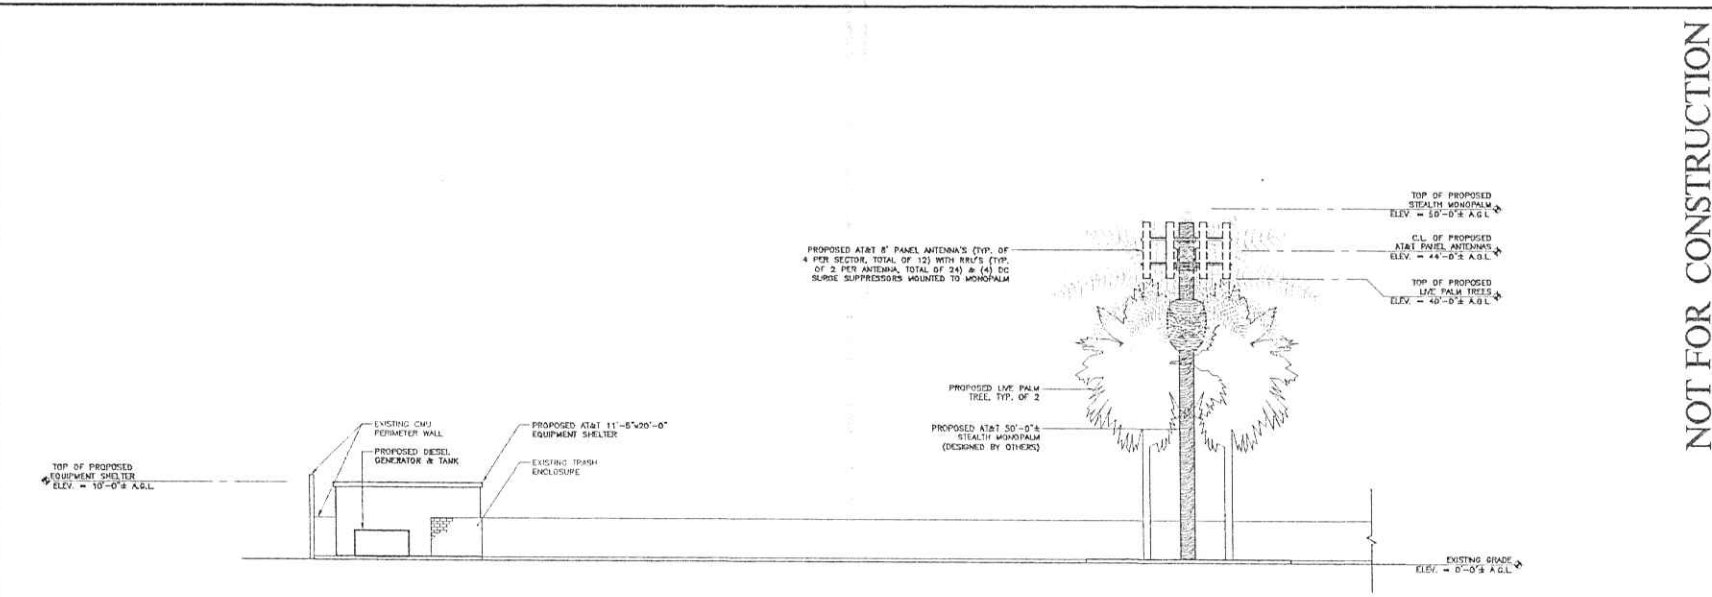 NOT FOR CONSTRUCTION
TOP OF PROPOSED
STEALTH MONOPALM
ELEV. = 50'-0"± A.G.L.
C.L. OF PROPOSED
AT&T PANEL ANTENNAS
ELEV. = 44'-0"± A.G.L.
TOP OF PROPOSED
LIVE PALM TREES
ELEV. = 40'-0"± A.G.L.
PROPOSED AT&T 8' PANEL ANTENNA'S (TYP. OF
4 PER SECTOR, TOTAL OF 12) WITH RRU'S (TYP.
OF 2 PER ANTENNA, TOTAL OF 24) & (4) DC
SURGE SUPPRESSORS MOUNTED TO MONOPALM
PROPOSED LIVE PALM
TREE, TYP. OF 2
PROPOSED AT&T 50'-0"±
STEALTH MONOPALM
(DESIGNED BY OTHERS)
EXISTING CMU
PERIMETER WALL
PROPOSED DIESEL
GENERATOR & TANK
PROPOSED AT&T 11'-5"x20'-0"
EQUIPMENT SHELTER
EXISTING TRASH
ENCLOSURE
TOP OF PROPOSED
EQUIPMENT SHELTER
ELEV. = 10'-0"± A.G.L.
EXISTING GRADE
ELEV. = 0'-0"± A.G.L.